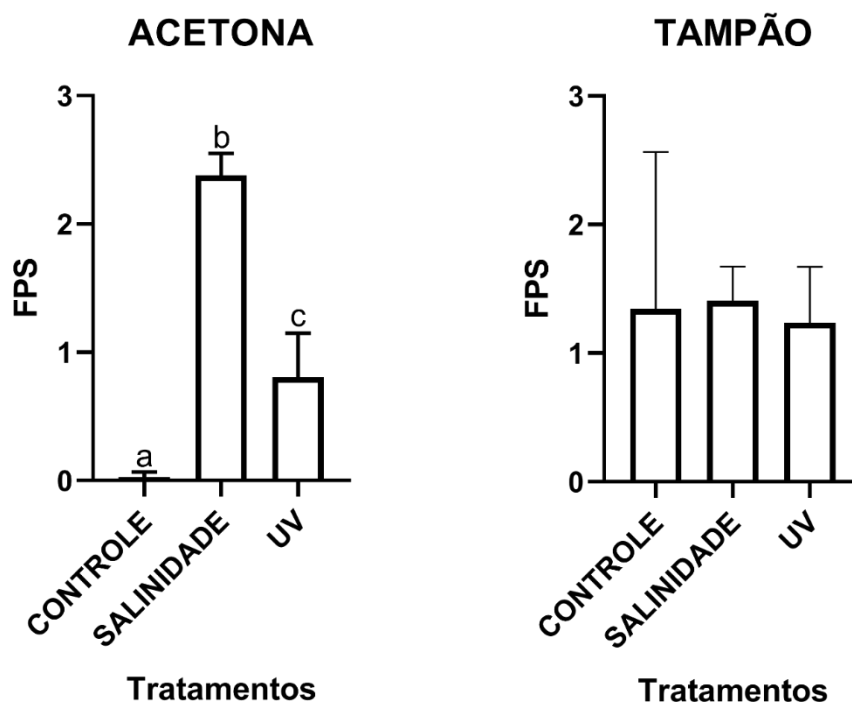 ACETONA
3
2
1
0
FPS
a
b
c
CONTROLE
SALINIDADE
UV
Tratamentos
TAMPÃO
3
2
1
0
FPS
CONTROLE
SALINIDADE
UV
Tratamentos